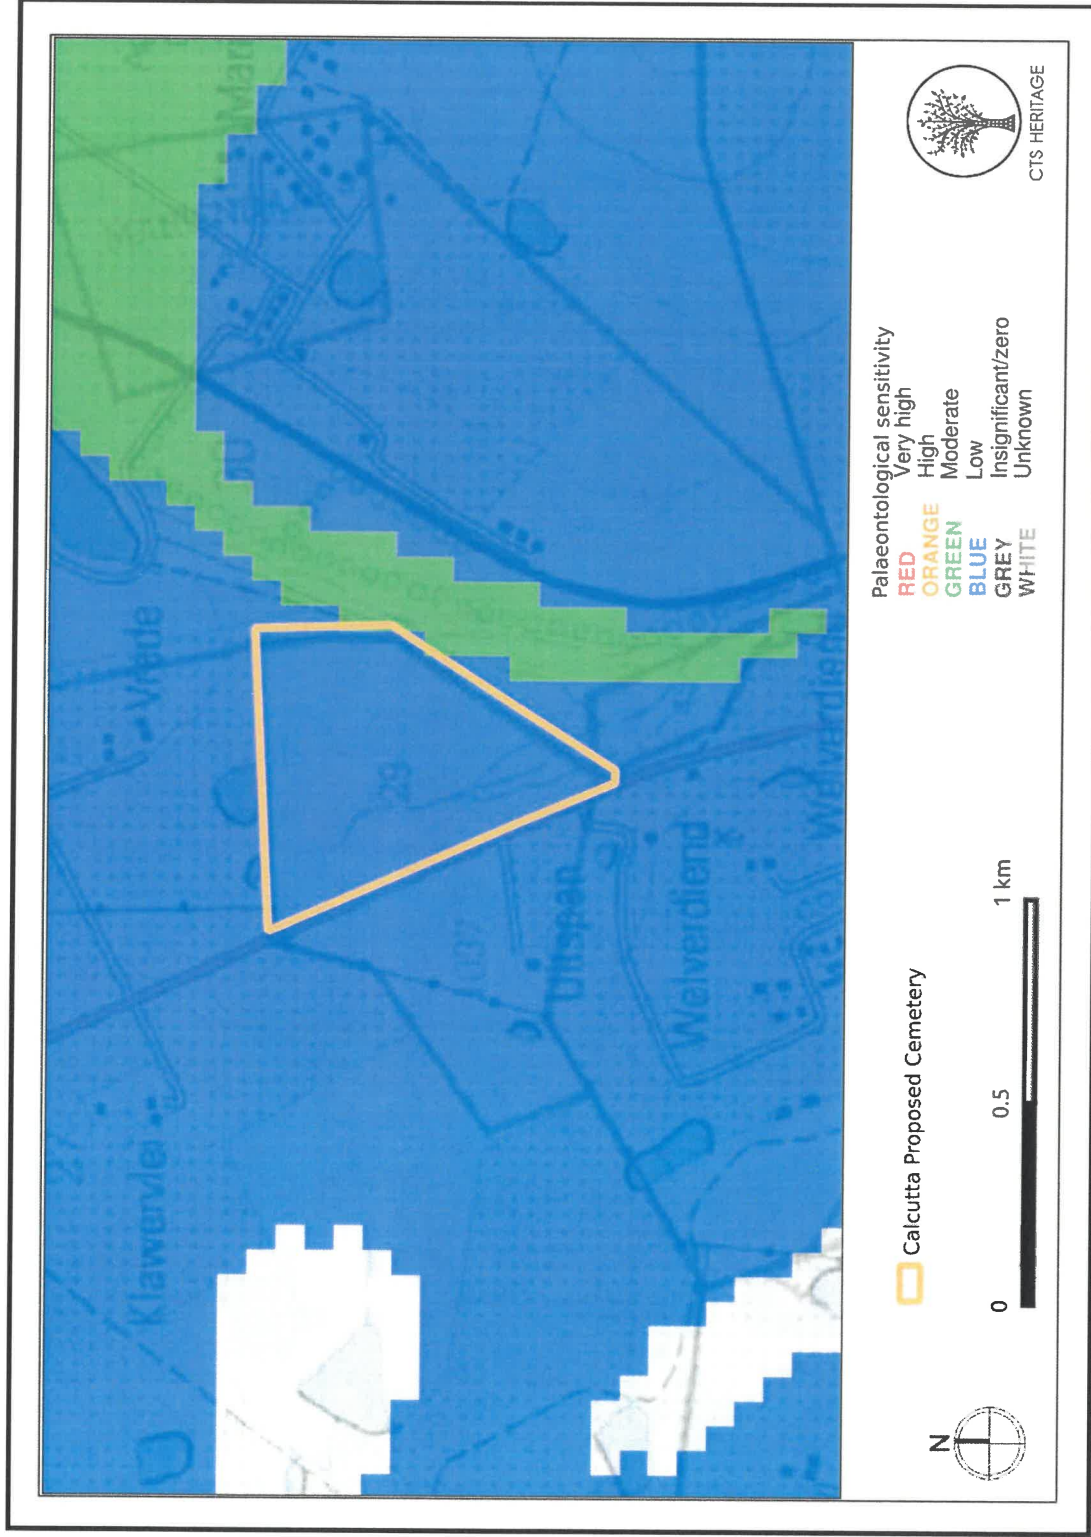 Klawervlei
Vrede
29
Uitspan
Welverdiend
N
Calcutta Proposed Cemetery
0 0.5 1 km
Palaeontological sensitivity
RED Very high
ORANGE High
GREEN Moderate
BLUE Low
GREY Insignificant/zero
WHITE Unknown
CTS HERITAGE